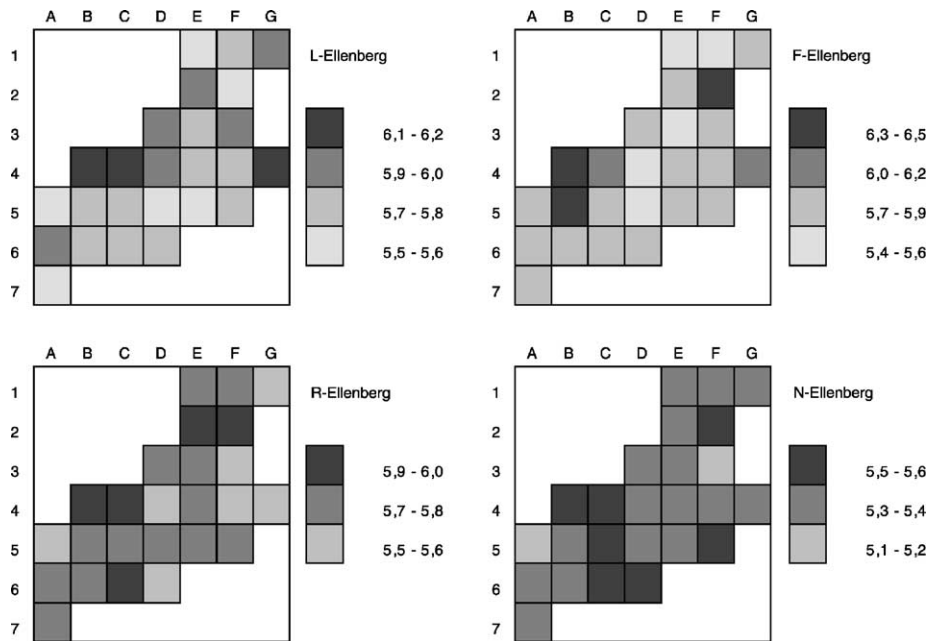 A B C D E F G
1
2
3
4
5
6
7
L-Ellenberg
6,1 - 6,2
5,9 - 6,0
5,7 - 5,8
5,5 - 5,6
A B C D E F G
1
2
3
4
5
6
7
F-Ellenberg
6,3 - 6,5
6,0 - 6,2
5,7 - 5,9
5,4 - 5,6
A B C D E F G
1
2
3
4
5
6
7
R-Ellenberg
5,9 - 6,0
5,7 - 5,8
5,5 - 5,6
A B C D E F G
1
2
3
4
5
6
7
N-Ellenberg
5,5 - 5,6
5,3 - 5,4
5,1 - 5,2